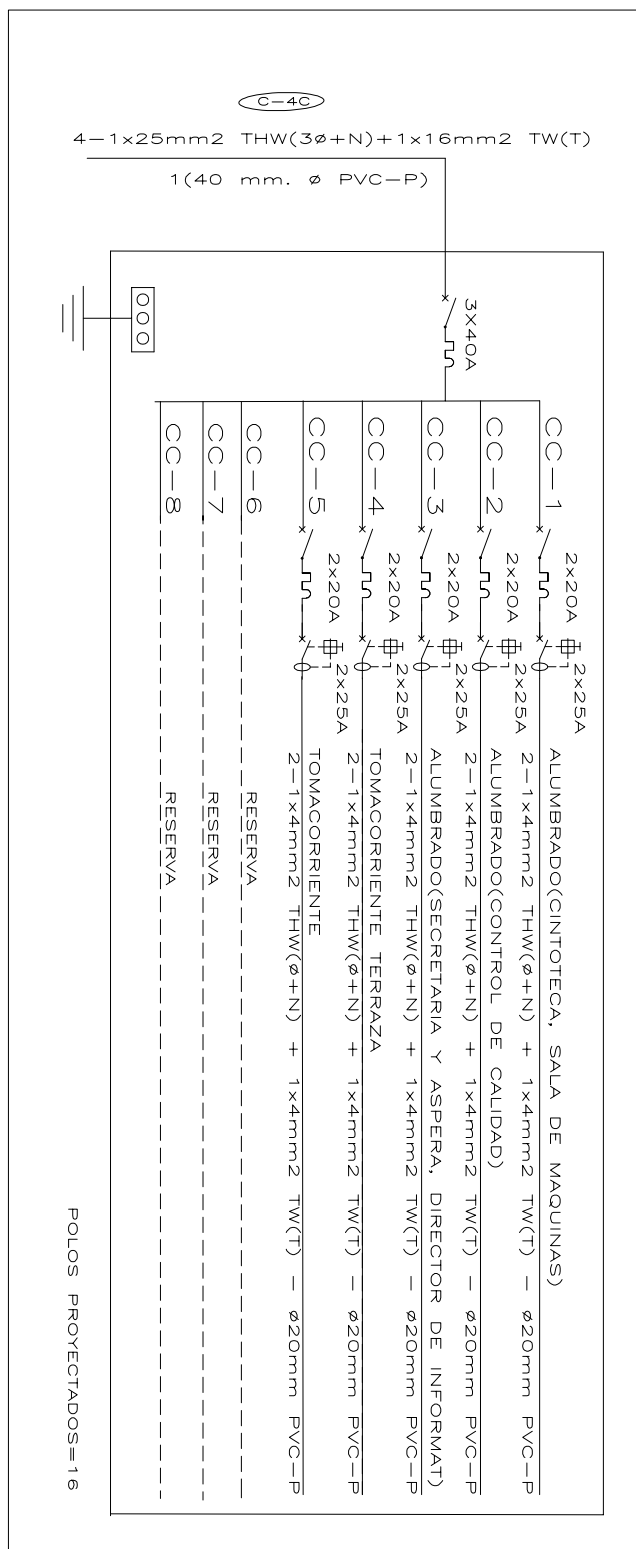 C-4C
4-1x25mm2 THW(3ø+N)+1x16mm2 TW(T)
1(40 mm. ø PVC-P)
3X40A
CC-1
2x20A
2x25A
ALUMBRADO(CINTOTECA, SALA DE MAQUINAS)
2-1x4mm2 THW(ø+N) + 1x4mm2 TW(T) - ø20mm PVC-P
CC-2
2x20A
2x25A
ALUMBRADO(CONTROL DE CALIDAD)
2-1x4mm2 THW(ø+N) + 1x4mm2 TW(T) - ø20mm PVC-P
CC-3
2x20A
2x25A
ALUMBRADO(SECRETARIA Y ASPERA, DIRECTOR DE INFORMAT)
2-1x4mm2 THW(ø+N) + 1x4mm2 TW(T) - ø20mm PVC-P
CC-4
2x20A
2x25A
TOMACORRIENTE TERRAZA
2-1x4mm2 THW(ø+N) + 1x4mm2 TW(T) - ø20mm PVC-P
CC-5
2x20A
2x25A
TOMACORRIENTE
2-1x4mm2 THW(ø+N) + 1x4mm2 TW(T) - ø20mm PVC-P
CC-6
RESERVA
CC-7
RESERVA
CC-8
RESERVA
POLOS PROYECTADOS=16